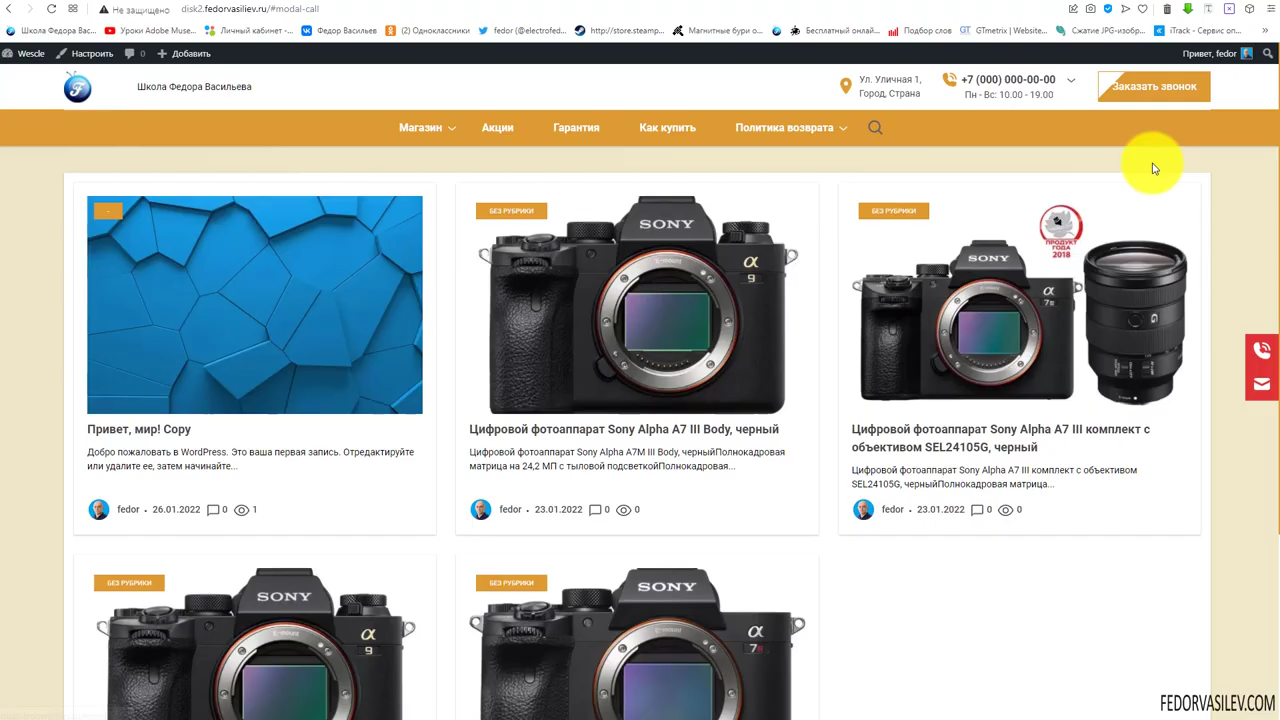 Не защищено disk2.fedorvasiliev.ru/#modal-call
Школа Федора Вас... Уроки Adobe Muse... Личный кабинет -... Федор Васильев (2) Одноклассники fedor (@electrofed... http://store.steamp... Магнитные буры о... Бесплатный онлай... Подбор слов GTmetrix | Website... Сжатие JPG-изобр... iTrack - Сервис оп...
Wescle Настроить 0 Добавить Привет, fedor
Школа Федора Васильева
Ул. Уличная 1,
Город, Страна
+7 (000) 000-00-00
Пн - Вс: 10.00 - 19.00
Заказать звонок
Магазин Акции Гарантия Как купить Политика возврата
-
Привет, мир! Copy
Добро пожаловать в WordPress. Это ваша первая запись. Отредактируйте
или удалите ее, затем начинайте...
fedor • 26.01.2022 0 1
БЕЗ РУБРИКИ
SONY
α
9
Цифровой фотоаппарат Sony Alpha A7 III Body, черный
Цифровой фотоаппарат Sony Alpha A7M III Body, черныйПолнокадровая
матрица на 24,2 МП с тыловой подсветкойПолнокадровая...
fedor • 23.01.2022 0 0
БЕЗ РУБРИКИ
ПРОДУКТ
ГОДА
2018
SONY
α
7III
G
Цифровой фотоаппарат Sony Alpha A7 III комплект с
объективом SEL24105G, черный
Цифровой фотоаппарат Sony Alpha A7 III комплект с объективом
SEL24105G, черныйПолнокадровая матрица...
fedor • 23.01.2022 0 0
БЕЗ РУБРИКИ
SONY
α
9
E-mount
БЕЗ РУБРИКИ
SONY
α
7R
E-mount
FEDORVASILEV.COM